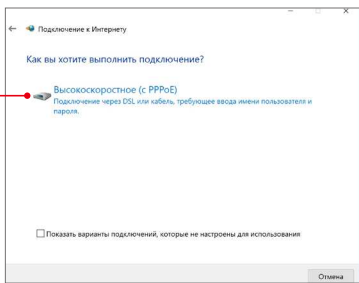 Подключение к Интернету
Как вы хотите выполнить подключение?
Высокоскоростное (с PPPoE)
Подключение через DSL или кабель, требующее ввода имени пользователя и
пароля.
Показать варианты подключений, которые не настроены для использования
Отмена